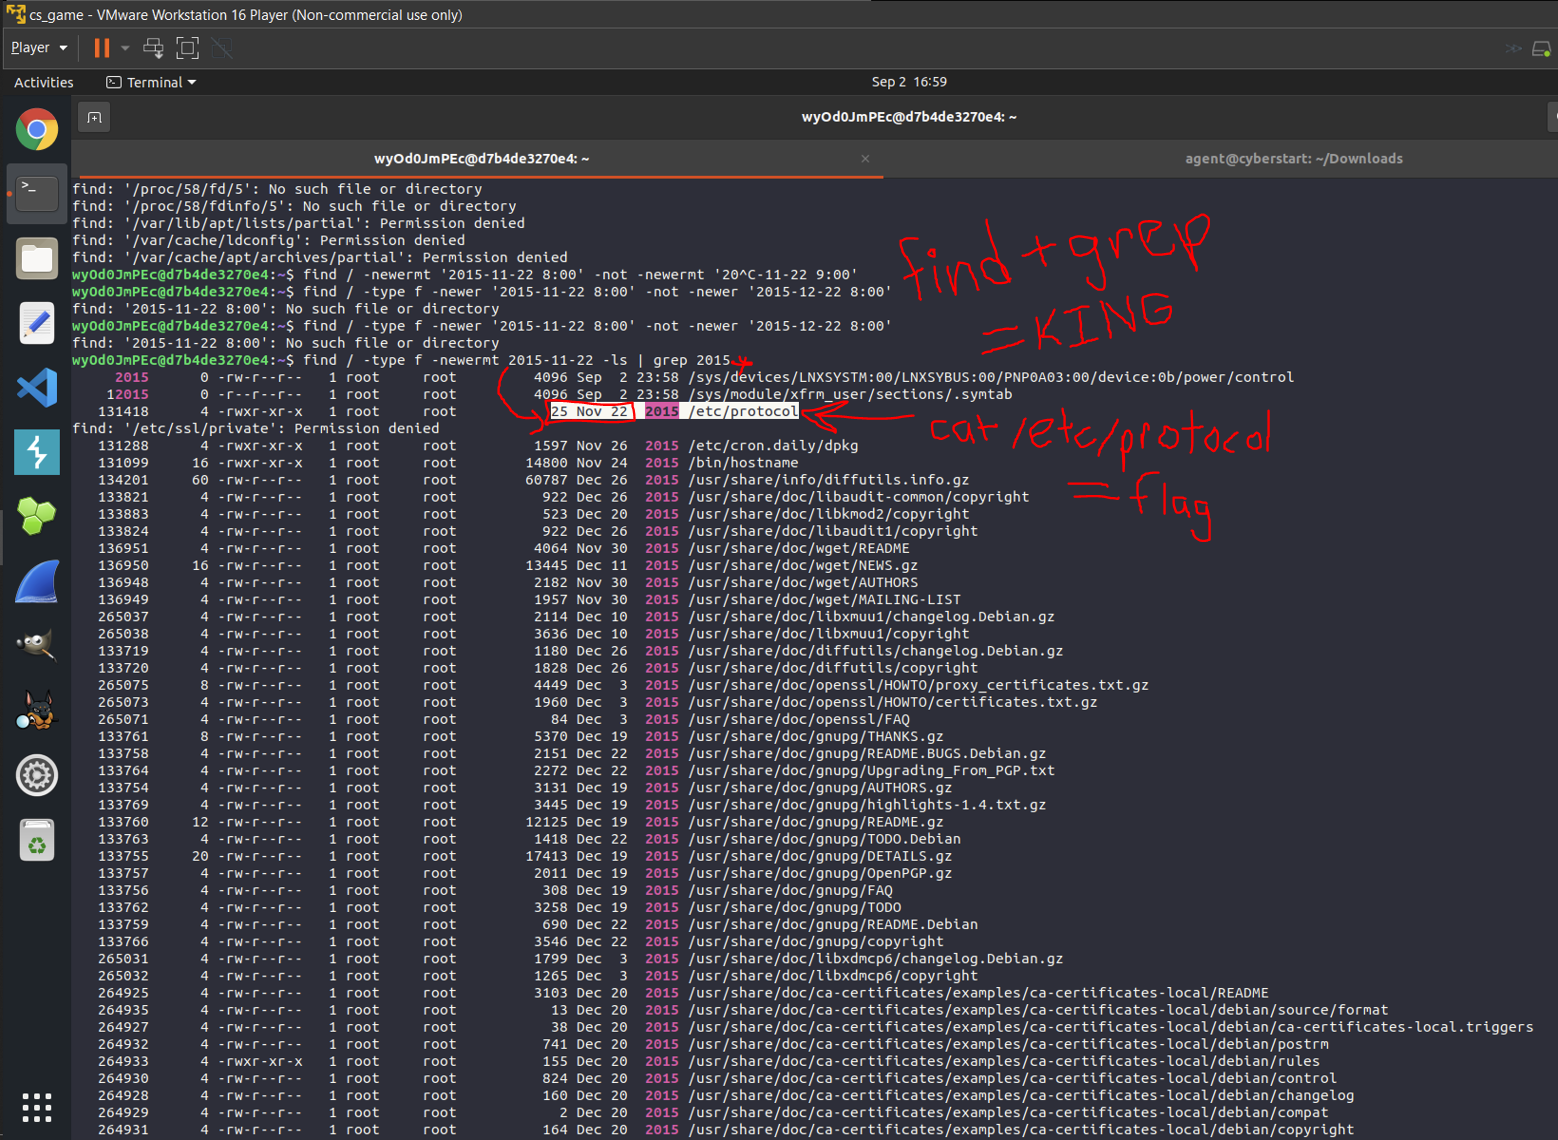 cs_game - VMware Workstation 16 Player (Non-commercial use only)
Player
Activities
Terminal
Sep 2 16:59
wyOd0JmPEc@d7b4de3270e4: ~
wyOd0JmPEc@d7b4de3270e4: ~
agent@cyberstart: ~/Downloads
find: '/proc/58/fd/5': No such file or directory
find: '/proc/58/fdinfo/5': No such file or directory
find: '/var/lib/apt/lists/partial': Permission denied
find: '/var/cache/ldconfig': Permission denied
find: '/var/cache/apt/archives/partial': Permission denied
wyOd0JmPEc@d7b4de3270e4:~$ find / -newermt '2015-11-22 8:00' -not -newermt '20^C-11-22 9:00'
wyOd0JmPEc@d7b4de3270e4:~$ find / -type f -newer '2015-11-22 8:00' -not -newer '2015-12-22 8:00'
find: '2015-11-22 8:00': No such file or directory
wyOd0JmPEc@d7b4de3270e4:~$ find / -type f -newer '2015-11-22 8:00' -not -newer '2015-12-22 8:00'
find: '2015-11-22 8:00': No such file or directory
wyOd0JmPEc@d7b4de3270e4:~$ find / -type f -newermt 2015-11-22 -ls | grep 2015
find + grep
= KING
2015 0 -rw-r--r-- 1 root root 4096 Sep 2 23:58 /sys/devices/LNXSYSTM:00/LNXSYBUS:00/PNP0A03:00/device:0b/power/control
12015 0 -rw-r--r-- 1 root root 4096 Sep 2 23:58 /sys/module/xfrm_user/sections/.symtab
131418 4 -rwxr-xr-x 1 root root 25 Nov 22 2015 /etc/protocol
cat /etc/protocol
= flag
find: '/etc/ssl/private': Permission denied
131288 4 -rwxr-xr-x 1 root root 1597 Nov 26 2015 /etc/cron.daily/dpkg
131099 16 -rwxr-xr-x 1 root root 14800 Nov 24 2015 /bin/hostname
134201 60 -rw-r--r-- 1 root root 60787 Dec 26 2015 /usr/share/info/diffutils.info.gz
133821 4 -rw-r--r-- 1 root root 922 Dec 26 2015 /usr/share/doc/libaudit-common/copyright
133883 4 -rw-r--r-- 1 root root 523 Dec 20 2015 /usr/share/doc/libkmod2/copyright
133824 4 -rw-r--r-- 1 root root 922 Dec 26 2015 /usr/share/doc/libaudit1/copyright
136951 4 -rw-r--r-- 1 root root 4064 Nov 30 2015 /usr/share/doc/wget/README
136950 16 -rw-r--r-- 1 root root 13445 Dec 11 2015 /usr/share/doc/wget/NEWS.gz
136948 4 -rw-r--r-- 1 root root 2182 Nov 30 2015 /usr/share/doc/wget/AUTHORS
136949 4 -rw-r--r-- 1 root root 1957 Nov 30 2015 /usr/share/doc/wget/MAILING-LIST
265037 4 -rw-r--r-- 1 root root 2114 Dec 10 2015 /usr/share/doc/libxmuu1/changelog.Debian.gz
265038 4 -rw-r--r-- 1 root root 3636 Dec 10 2015 /usr/share/doc/libxmuu1/copyright
133719 4 -rw-r--r-- 1 root root 1180 Dec 26 2015 /usr/share/doc/diffutils/changelog.Debian.gz
133720 4 -rw-r--r-- 1 root root 1828 Dec 26 2015 /usr/share/doc/diffutils/copyright
265075 8 -rw-r--r-- 1 root root 4449 Dec 3 2015 /usr/share/doc/openssl/HOWTO/proxy_certificates.txt.gz
265073 4 -rw-r--r-- 1 root root 1960 Dec 3 2015 /usr/share/doc/openssl/HOWTO/certificates.txt.gz
265071 4 -rw-r--r-- 1 root root 84 Dec 3 2015 /usr/share/doc/openssl/FAQ
133761 8 -rw-r--r-- 1 root root 5370 Dec 19 2015 /usr/share/doc/gnupg/THANKS.gz
133758 4 -rw-r--r-- 1 root root 2151 Dec 22 2015 /usr/share/doc/gnupg/README.BUGS.Debian.gz
133764 4 -rw-r--r-- 1 root root 2272 Dec 22 2015 /usr/share/doc/gnupg/Upgrading_From_PGP.txt
133754 4 -rw-r--r-- 1 root root 3131 Dec 19 2015 /usr/share/doc/gnupg/AUTHORS.gz
133769 4 -rw-r--r-- 1 root root 3445 Dec 19 2015 /usr/share/doc/gnupg/highlights-1.4.txt.gz
133760 12 -rw-r--r-- 1 root root 12125 Dec 19 2015 /usr/share/doc/gnupg/README.gz
133763 4 -rw-r--r-- 1 root root 1418 Dec 22 2015 /usr/share/doc/gnupg/TODO.Debian
133755 20 -rw-r--r-- 1 root root 17413 Dec 19 2015 /usr/share/doc/gnupg/DETAILS.gz
133757 4 -rw-r--r-- 1 root root 2011 Dec 19 2015 /usr/share/doc/gnupg/OpenPGP.gz
133756 4 -rw-r--r-- 1 root root 308 Dec 19 2015 /usr/share/doc/gnupg/FAQ
133762 4 -rw-r--r-- 1 root root 3258 Dec 19 2015 /usr/share/doc/gnupg/TODO
133759 4 -rw-r--r-- 1 root root 690 Dec 22 2015 /usr/share/doc/gnupg/README.Debian
133766 4 -rw-r--r-- 1 root root 3546 Dec 22 2015 /usr/share/doc/gnupg/copyright
265031 4 -rw-r--r-- 1 root root 1799 Dec 3 2015 /usr/share/doc/libxdmcp6/changelog.Debian.gz
265032 4 -rw-r--r-- 1 root root 1265 Dec 3 2015 /usr/share/doc/libxdmcp6/copyright
264925 4 -rw-r--r-- 1 root root 3103 Dec 20 2015 /usr/share/doc/ca-certificates/examples/ca-certificates-local/README
264935 4 -rw-r--r-- 1 root root 13 Dec 20 2015 /usr/share/doc/ca-certificates/examples/ca-certificates-local/debian/source/format
264927 4 -rw-r--r-- 1 root root 38 Dec 20 2015 /usr/share/doc/ca-certificates/examples/ca-certificates-local/debian/ca-certificates-local.triggers
264932 4 -rw-r--r-- 1 root root 741 Dec 20 2015 /usr/share/doc/ca-certificates/examples/ca-certificates-local/debian/postrm
264933 4 -rwxr-xr-x 1 root root 155 Dec 20 2015 /usr/share/doc/ca-certificates/examples/ca-certificates-local/debian/rules
264930 4 -rw-r--r-- 1 root root 824 Dec 20 2015 /usr/share/doc/ca-certificates/examples/ca-certificates-local/debian/control
264928 4 -rw-r--r-- 1 root root 160 Dec 20 2015 /usr/share/doc/ca-certificates/examples/ca-certificates-local/debian/changelog
264929 4 -rw-r--r-- 1 root root 2 Dec 20 2015 /usr/share/doc/ca-certificates/examples/ca-certificates-local/debian/compat
264931 4 -rw-r--r-- 1 root root 164 Dec 20 2015 /usr/share/doc/ca-certificates/examples/ca-certificates-local/debian/copyright